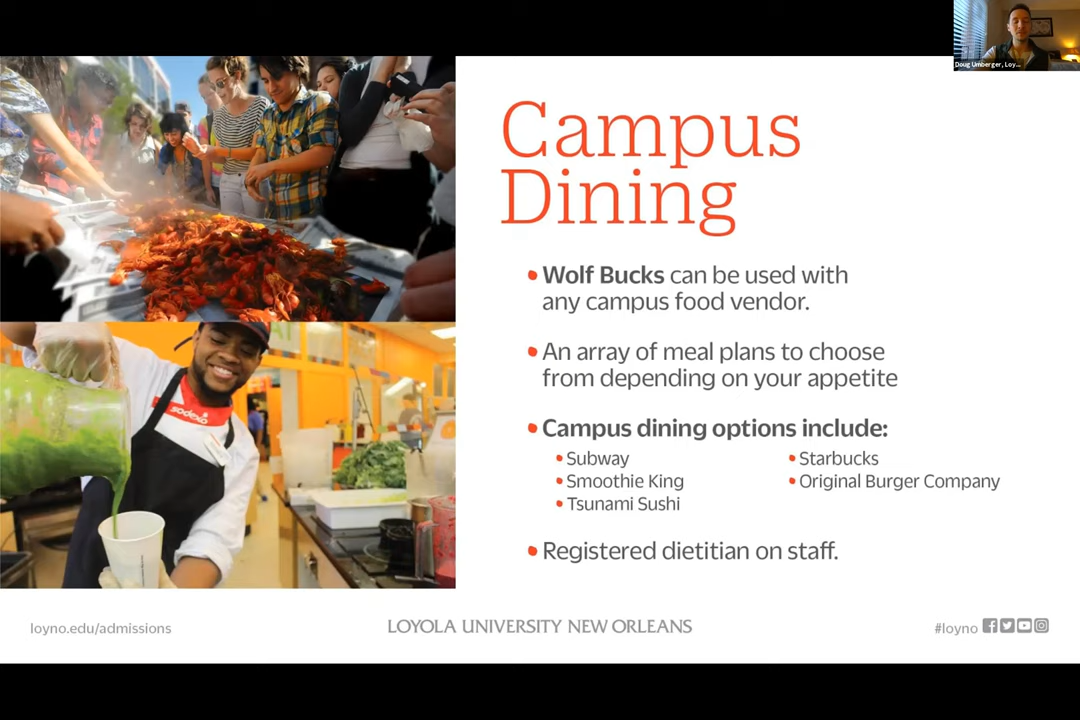 Doug Umberger, Loy...
Campus
Dining
Wolf Bucks can be used with
any campus food vendor.
An array of meal plans to choose
from depending on your appetite
Campus dining options include:
Subway
Smoothie King
Tsunami Sushi
Starbucks
Original Burger Company
Registered dietitian on staff.
sodexo
loyno.edu/admissions
LOYOLA UNIVERSITY NEW ORLEANS
#loyno